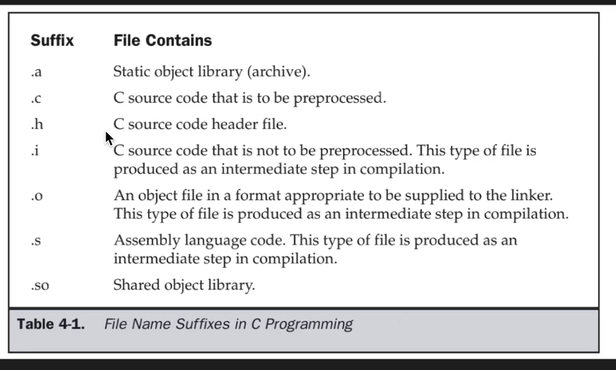 Suffix File Contains
.a Static object library (archive).
.c C source code that is to be preprocessed.
.h C source code header file.
.i C source code that is not to be preprocessed. This type of file is
produced as an intermediate step in compilation.
.o An object file in a format appropriate to be supplied to the linker.
This type of file is produced as an intermediate step in compilation.
.s Assembly language code. This type of file is produced as an
intermediate step in compilation.
.so Shared object library.
Table 4-1. File Name Suffixes in C Programming